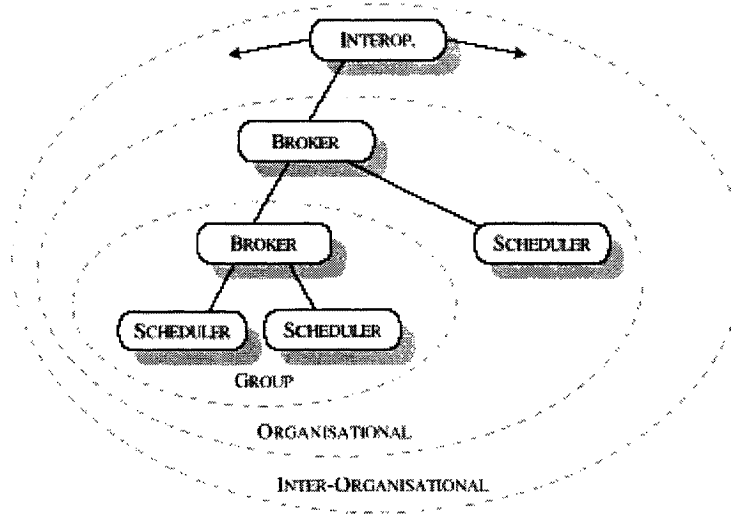 INTEROP.
BROKER
BROKER
SCHEDULER
SCHEDULER
SCHEDULER
GROUP
ORGANISATIONAL
INTER-ORGANISATIONAL